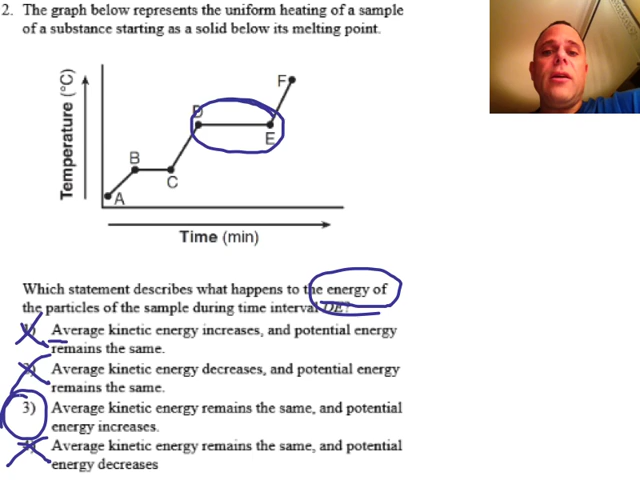 2. The graph below represents the uniform heating of a sample
of a substance starting as a solid below its melting point.
Temperature (°C)
F
D
E
B
C
A
Time (min)
Which statement describes what happens to the energy of
the particles of the sample during time interval DE?
1) Average kinetic energy increases, and potential energy
remains the same.
Average kinetic energy decreases, and potential energy
remains the same.
3) Average kinetic energy remains the same, and potential
energy increases.
Average kinetic energy remains the same, and potential
energy decreases